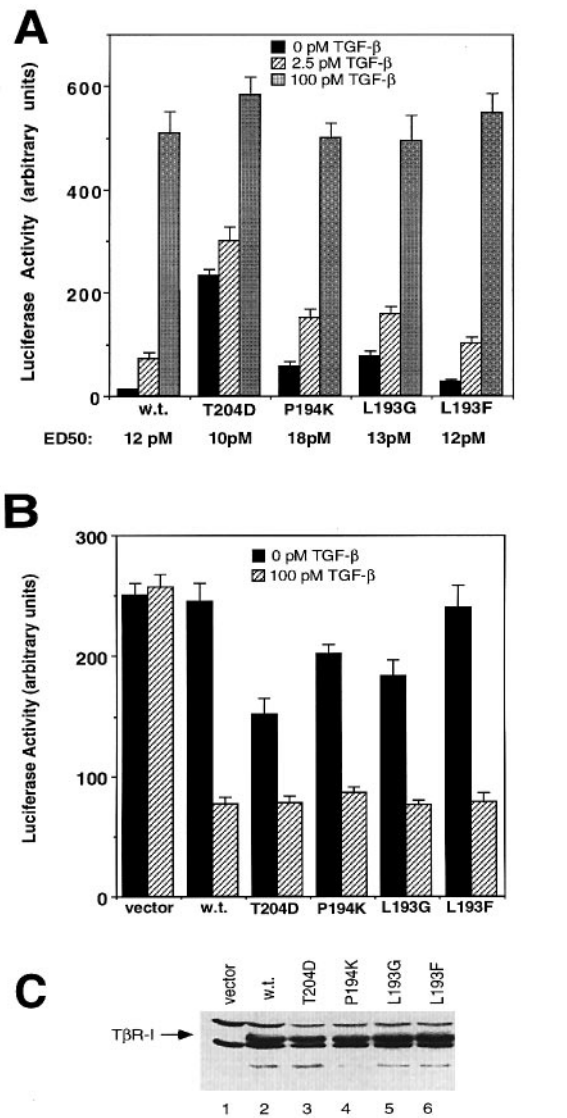 A
0 pM TGF-β
2.5 pM TGF-β
100 pM TGF-β
Luciferase Activity (arbitrary units)
600
400
200
0
w.t. T204D P194K L193G L193F
ED50: 12 pM 10pM 18pM 13pM 12pM
B
0 pM TGF-β
100 pM TGF-β
Luciferase Activity (arbitrary units)
300
200
100
0
vector w.t. T204D P194K L193G L193F
C
vector w.t. T204D P194K L193G L193F
TβR-I
1 2 3 4 5 6